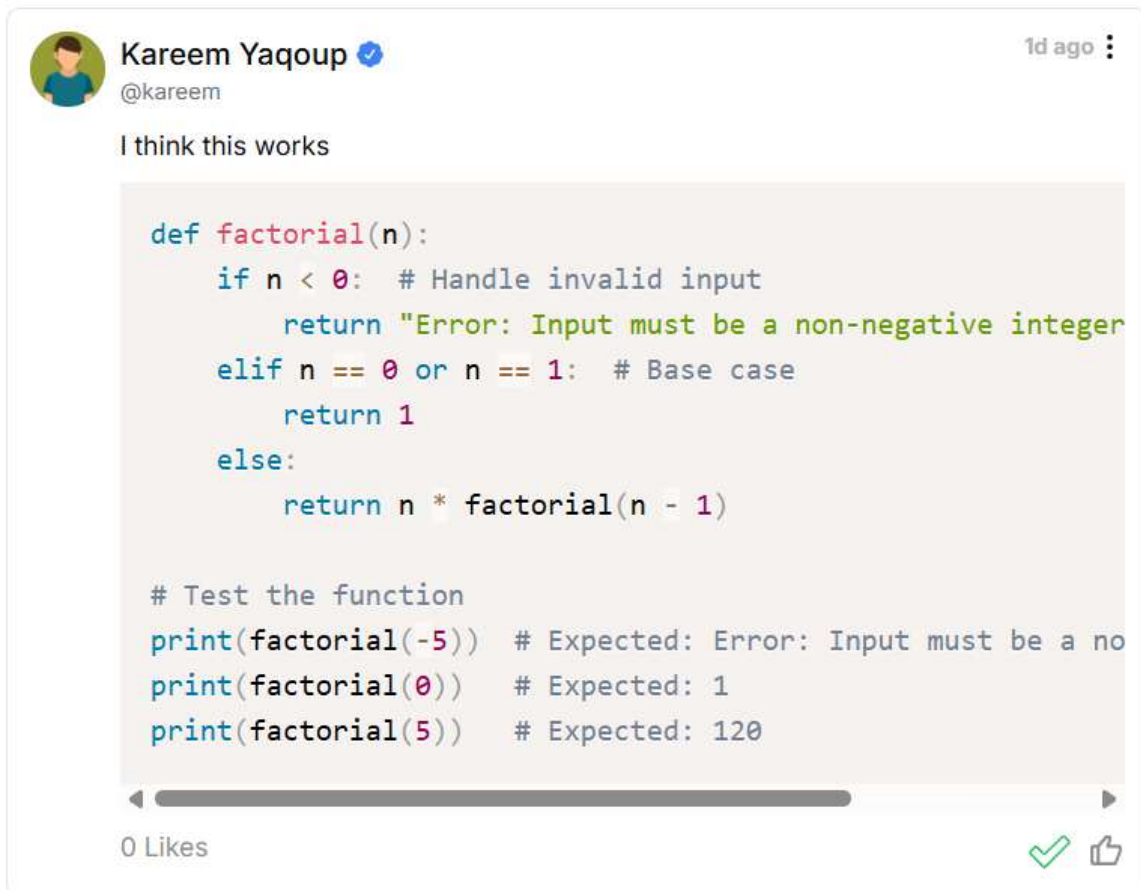 Kareem Yaqoup
1d ago
@kareem
I think this works
def factorial(n):
    if n < 0:  # Handle invalid input
        return "Error: Input must be a non-negative integer
    elif n == 0 or n == 1:  # Base case
        return 1
    else:
        return n * factorial(n - 1)

# Test the function
print(factorial(-5))  # Expected: Error: Input must be a no
print(factorial(0))   # Expected: 1
print(factorial(5))   # Expected: 120
0 Likes